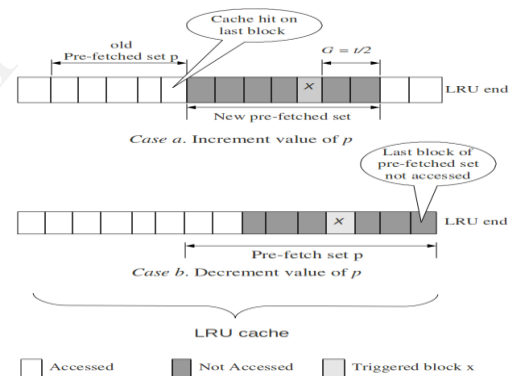 Cache hit on
last block
old
Pre-fetched set p
G = t/2
x
LRU end
New pre-fetched set
Case a. Increment value of p
Last block of
pre-fetched set
not accessed
x
LRU end
Pre-fetch set p
Case b. Decrement value of p
LRU cache
Accessed
Not Accessed
Triggered block x